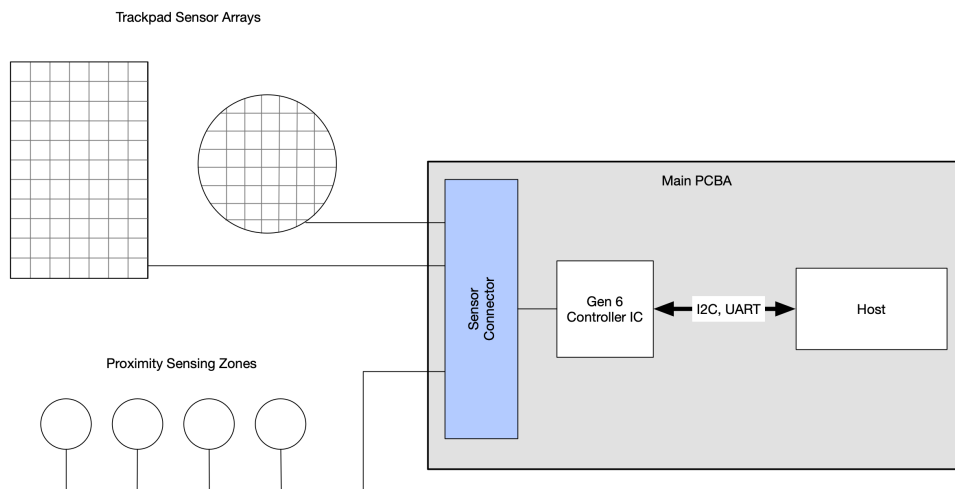 Trackpad Sensor Arrays
Main PCBA
Sensor
Connector
Gen 6
Controller IC
I2C, UART
Host
Proximity Sensing Zones